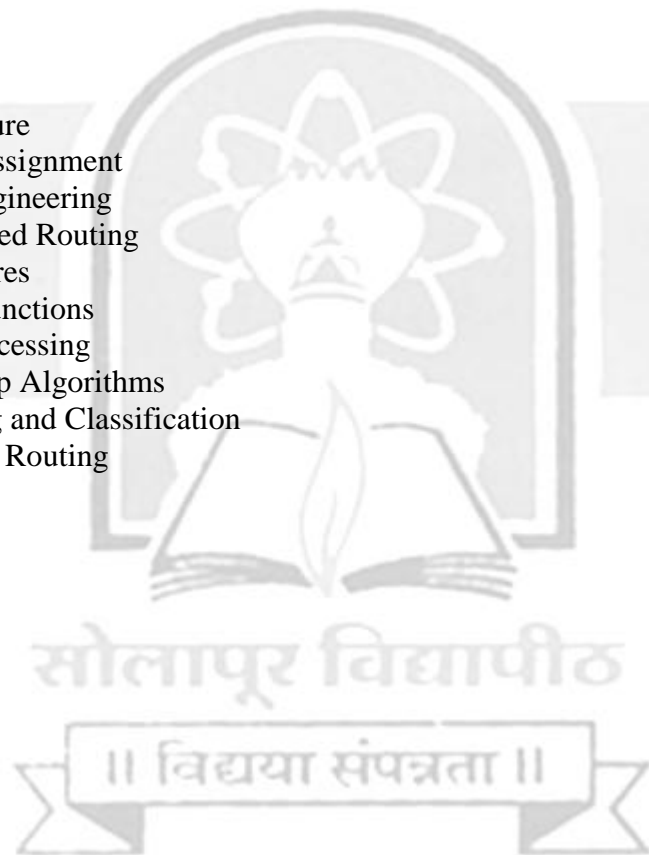 ure
ssignment
gineering
ed Routing
res
unctions
cessing
p Algorithms
g and Classification
Routing
सोलापूर विद्यापीठ
॥ विद्यया संपन्नता ॥